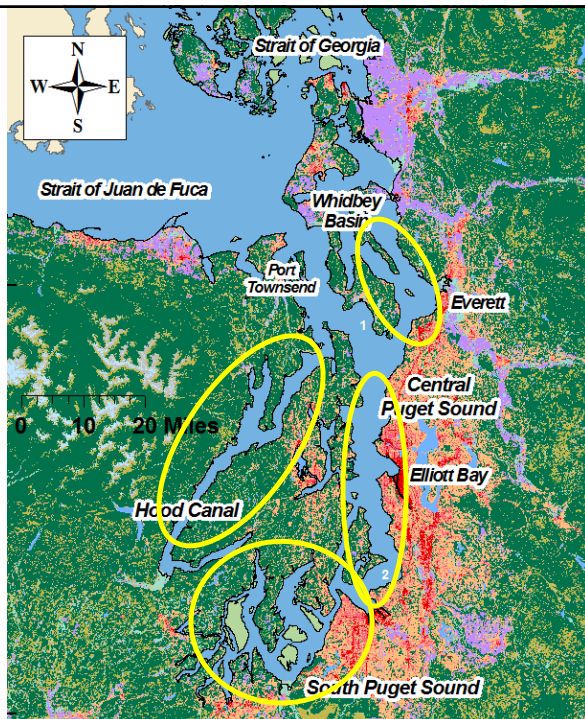 Strait of Georgia
N
W E
S
Strait of Juan de Fuca
Whidbey
Basin
Port
Townsend
Everett
1
Central
Puget Sound
0 10 20 Miles
Elliott Bay
Hood Canal
2
South Puget Sound